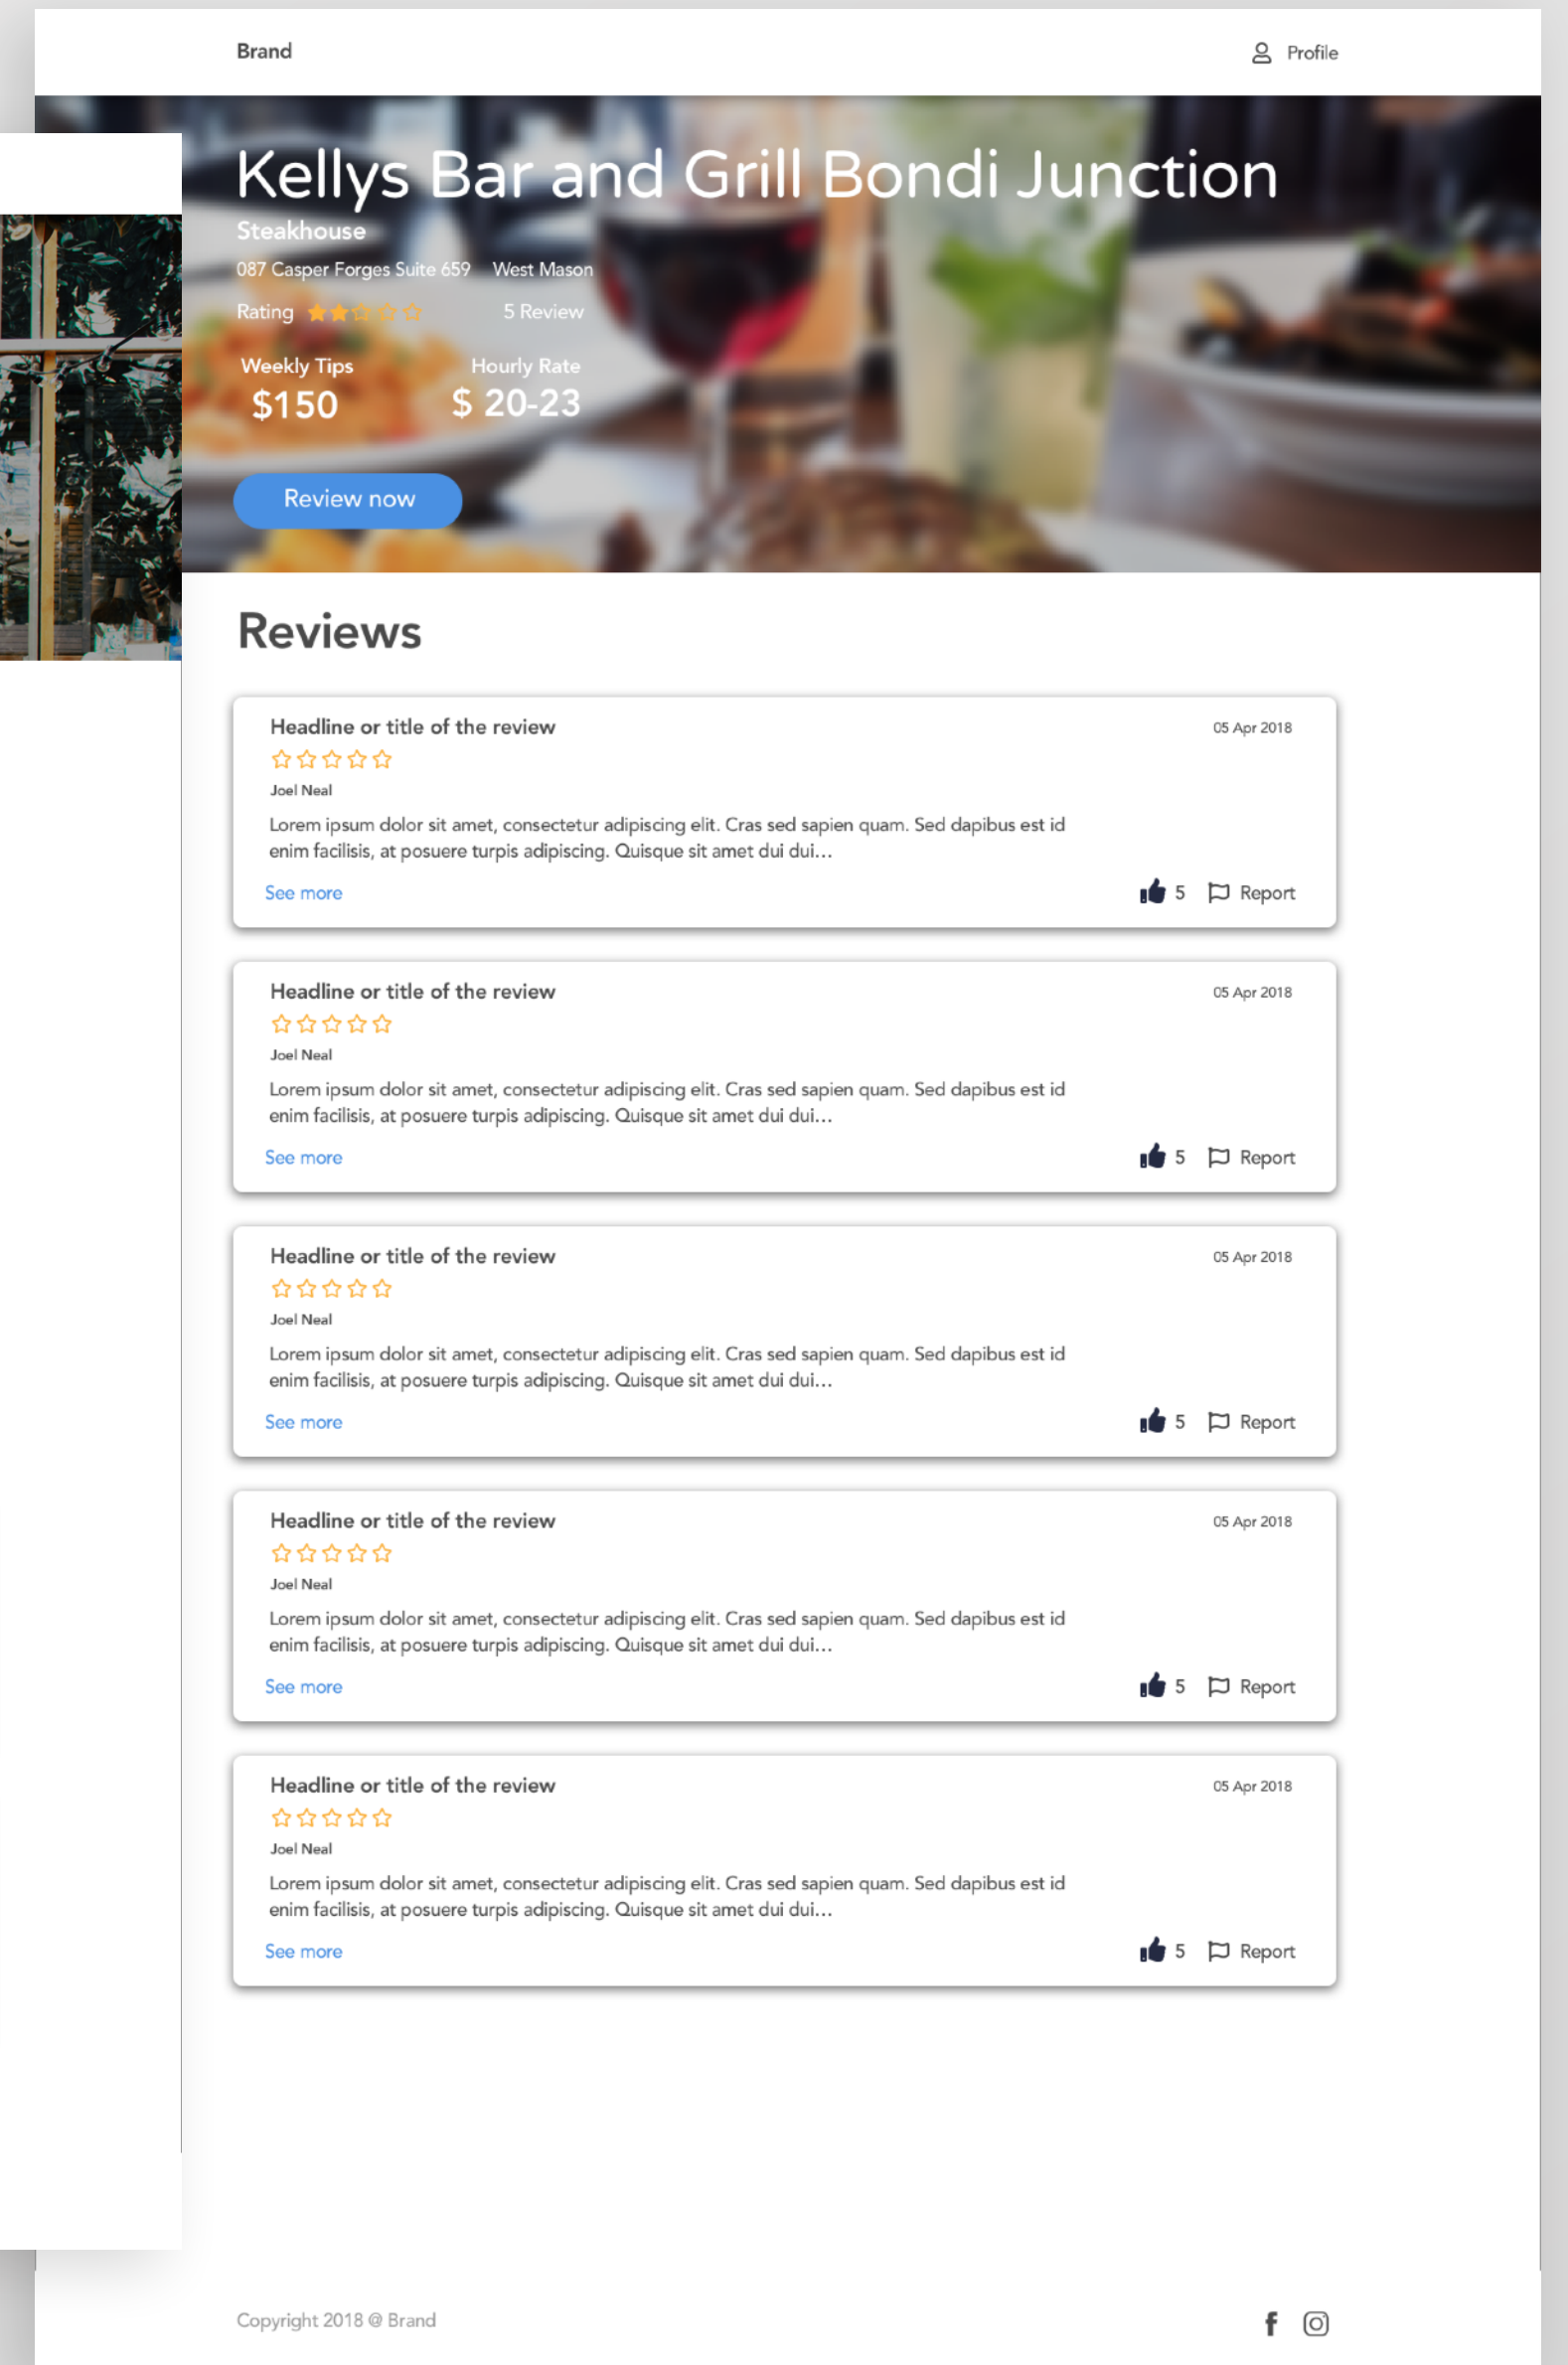 Brand
Profile
Kellys Bar and Grill Bondi Junction
Steakhouse
087 Casper Forges Suite 659 West Mason
Rating 5 Review
Weekly Tips Hourly Rate
$150 $ 20-23
Review now
Reviews
Headline or title of the review 05 Apr 2018
Joel Neal
Lorem ipsum dolor sit amet, consectetur adipiscing elit. Cras sed sapien quam. Sed dapibus est id
enim facilisis, at posuere turpis adipiscing. Quisque sit amet dui dui...
See more 5 Report
Headline or title of the review 05 Apr 2018
Joel Neal
Lorem ipsum dolor sit amet, consectetur adipiscing elit. Cras sed sapien quam. Sed dapibus est id
enim facilisis, at posuere turpis adipiscing. Quisque sit amet dui dui...
See more 5 Report
Headline or title of the review 05 Apr 2018
Joel Neal
Lorem ipsum dolor sit amet, consectetur adipiscing elit. Cras sed sapien quam. Sed dapibus est id
enim facilisis, at posuere turpis adipiscing. Quisque sit amet dui dui...
See more 5 Report
Headline or title of the review 05 Apr 2018
Joel Neal
Lorem ipsum dolor sit amet, consectetur adipiscing elit. Cras sed sapien quam. Sed dapibus est id
enim facilisis, at posuere turpis adipiscing. Quisque sit amet dui dui...
See more 5 Report
Headline or title of the review 05 Apr 2018
Joel Neal
Lorem ipsum dolor sit amet, consectetur adipiscing elit. Cras sed sapien quam. Sed dapibus est id
enim facilisis, at posuere turpis adipiscing. Quisque sit amet dui dui...
See more 5 Report
Copyright 2018 @ Brand